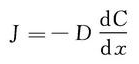 J = − D dC/dx